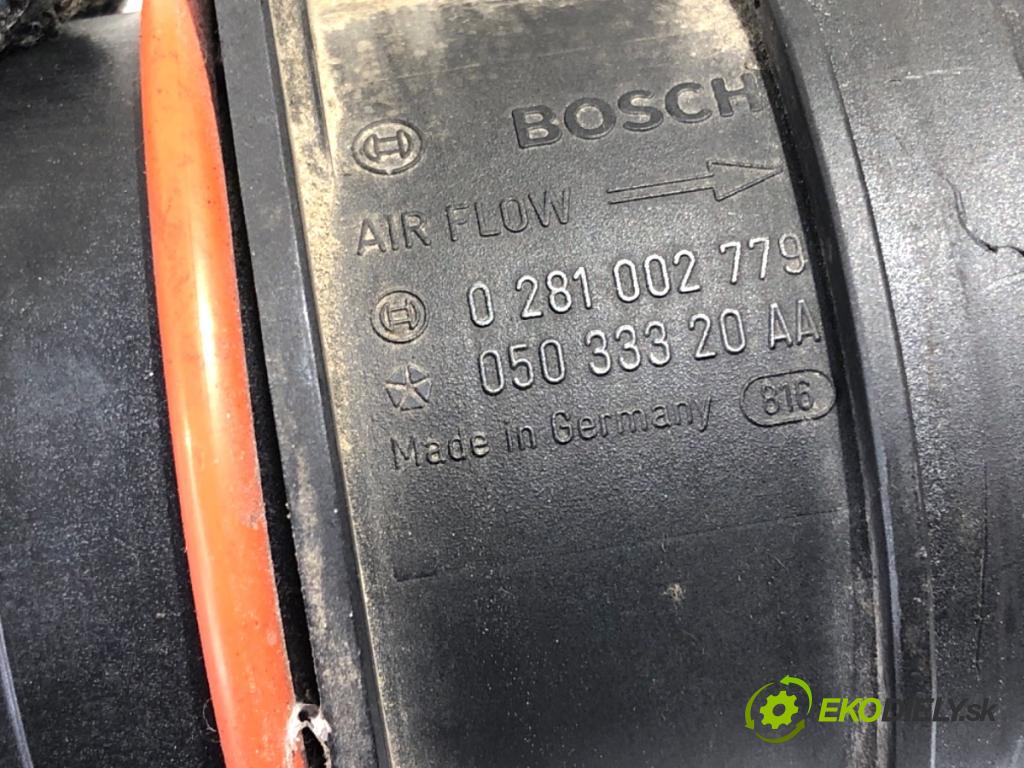 BOSCH
AIR FLOW
0 281 002 779
050 333 20 AA
Made in Germany 816
EKODIELY.sk